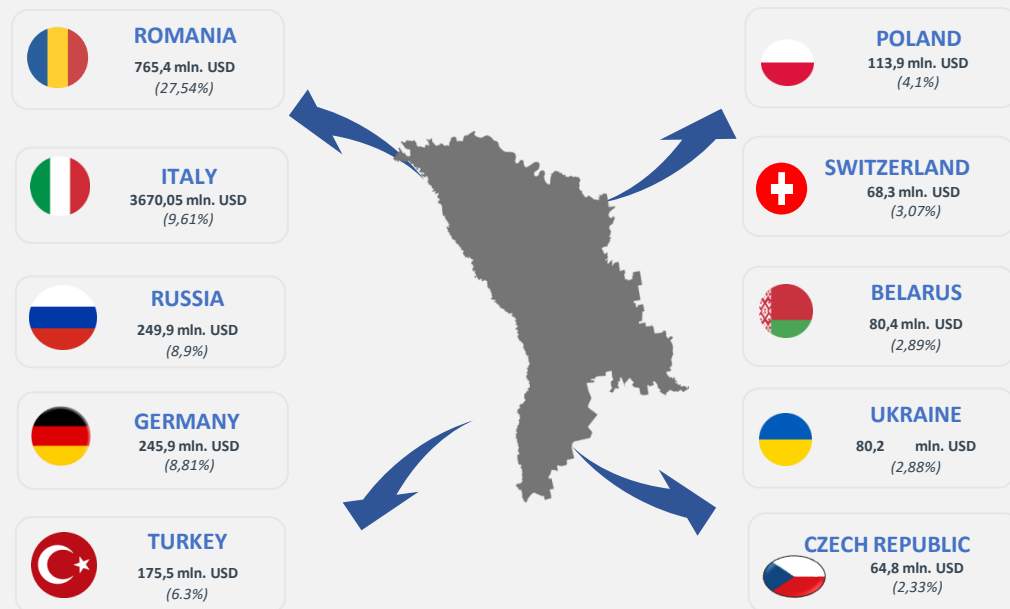 ROMANIA
765,4 mln. USD
(27,54%)
ITALY
3670,05 mln. USD
(9,61%)
RUSSIA
249,9 mln. USD
(8,9%)
GERMANY
245,9 mln. USD
(8,81%)
TURKEY
175,5 mln. USD
(6.3%)
POLAND
113,9 mln. USD
(4,1%)
SWITZERLAND
68,3 mln. USD
(3,07%)
BELARUS
80,4 mln. USD
(2,89%)
UKRAINE
80,2 mln. USD
(2,88%)
CZECH REPUBLIC
64,8 mln. USD
(2,33%)